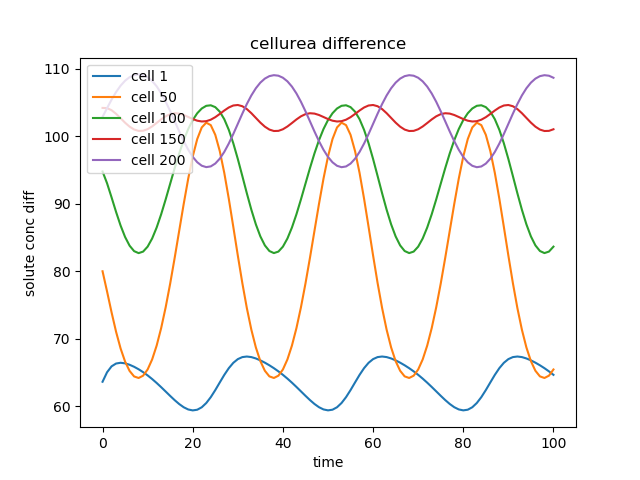 cellurea difference
solute conc diff
110
100
90
80
70
60
cell 1
cell 50
cell 100
cell 150
cell 200
0 20 40 60 80 100
time